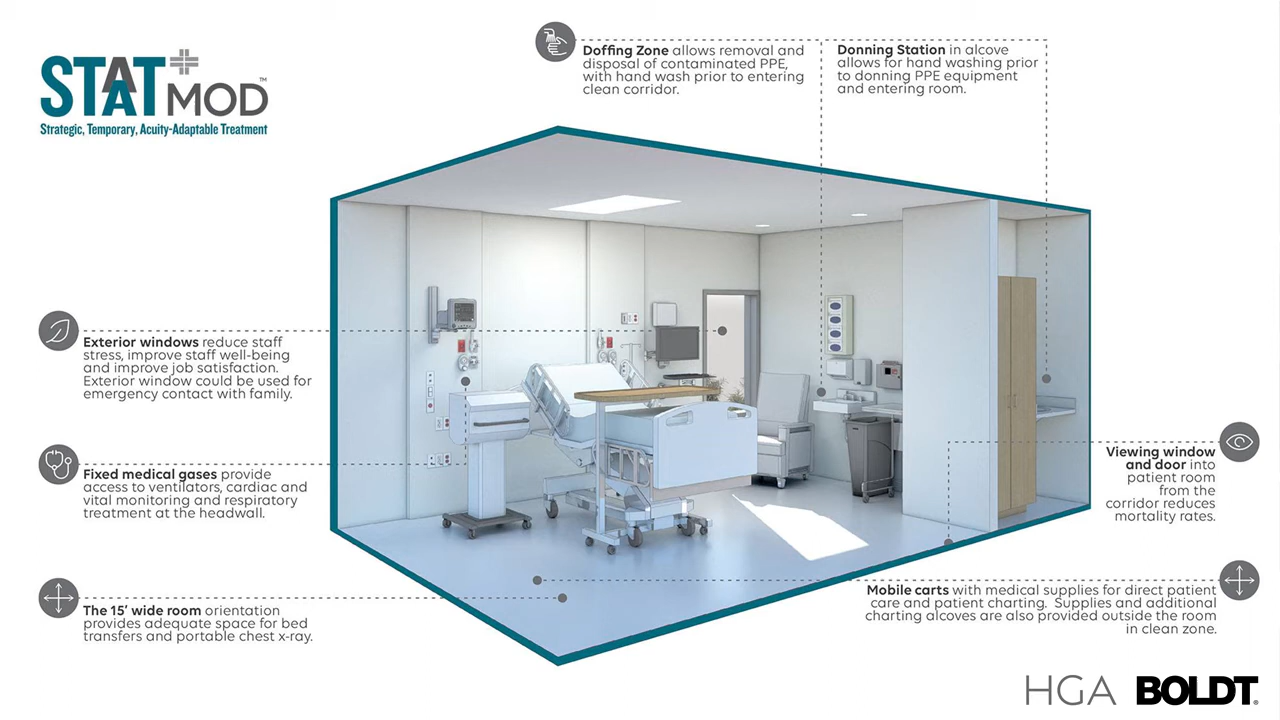 STAAT MOD™
Strategic, Temporary, Acuity-Adaptable Treatment
Doffing Zone allows removal and
disposal of contaminated PPE,
with hand wash prior to entering
clean corridor.
Donning Station in alcove
allows for hand washing prior
to donning PPE equipment
and entering room.
Exterior windows reduce staff
stress, improve staff well-being
and improve job satisfaction.
Exterior window could be used for
emergency contact with family.
Fixed medical gases provide
access to ventilators, cardiac and
vital monitoring and respiratory
treatment at the headwall.
The 15’ wide room orientation
provides adequate space for bed
transfers and portable chest x-ray.
Viewing window
and door into
patient room
from the
corridor reduces
mortality rates.
Mobile carts with medical supplies for direct patient
care and patient charting. Supplies and additional
charting alcoves are also provided outside the room
in clean zone.
HGA BOLDT®